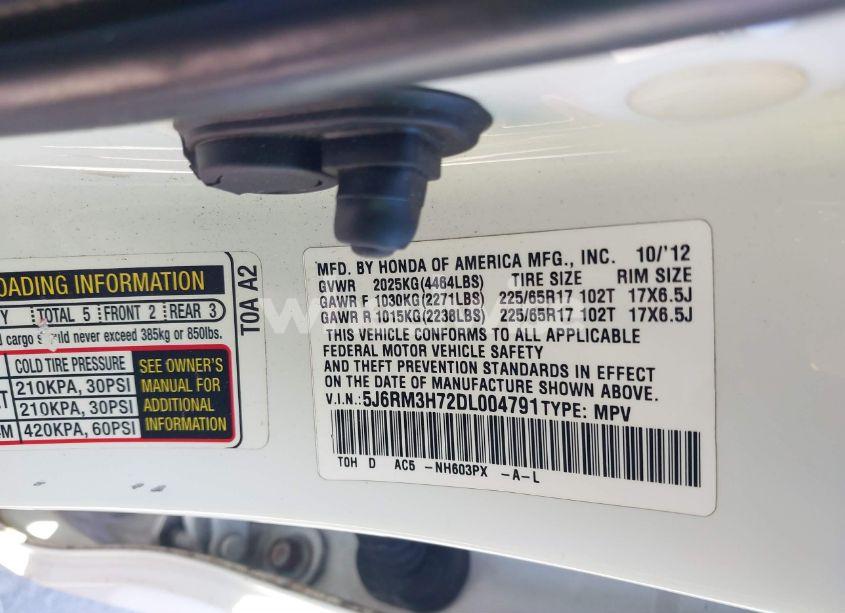 OADING INFORMATION
Y TOTAL 5 FRONT 2 REAR 3
d cargo should never exceed 385kg or 850lbs.
COLD TIRE PRESSURE
210KPA, 30PSI
210KPA, 30PSI
420KPA, 60PSI
SEE OWNER'S
MANUAL FOR
ADDITIONAL
INFORMATION
T0A A2
MFD. BY HONDA OF AMERICA MFG., INC. 10/'12
GVWR 2025KG(4464LBS) TIRE SIZE RIM SIZE
GAWR F 1030KG(2271LBS) 225/65R17 102T 17X6.5J
GAWR R 1015KG(2238LBS) 225/65R17 102T 17X6.5J
THIS VEHICLE CONFORMS TO ALL APPLICABLE
FEDERAL MOTOR VEHICLE SAFETY
AND THEFT PREVENTION STANDARDS IN EFFECT
ON THE DATE OF MANUFACTURE SHOWN ABOVE.
V.I.N.: 5J6RM3H72DL004791 TYPE: MPV
TOH D AC5 -NH603PX -A-L